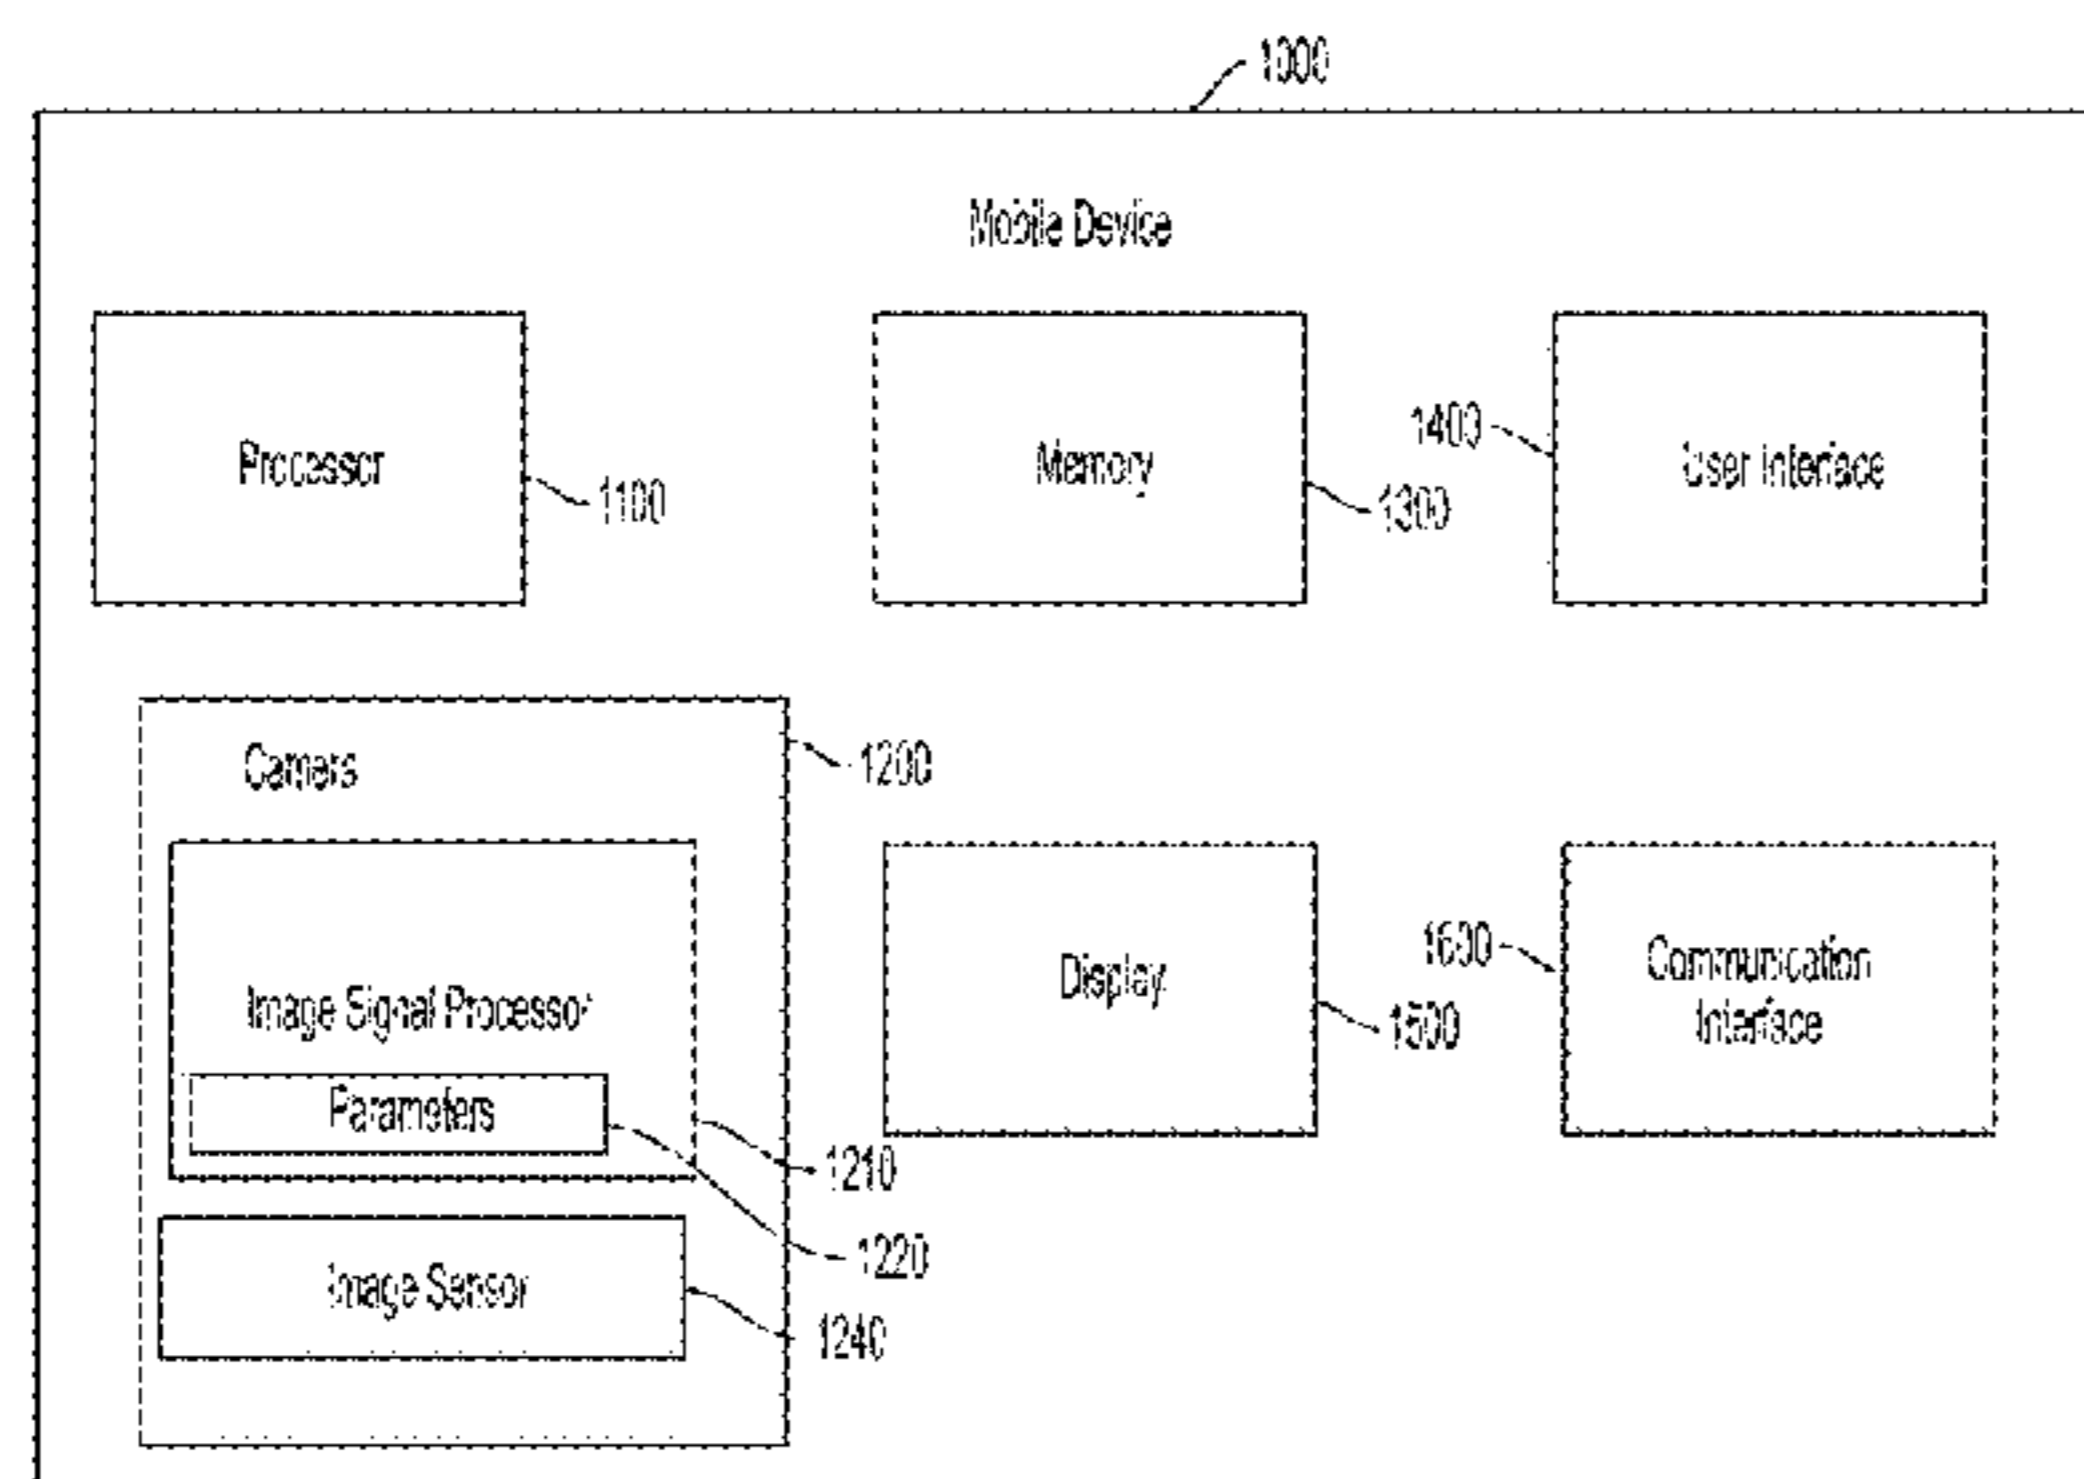 1000
Mobile Device
Processor
1100
Memory
1300
1400
User Interface
Camera
1200
Image Signal Processor
Parameters
1210
1220
Image Sensor
1240
Display
1500
1600
Communication
Interface